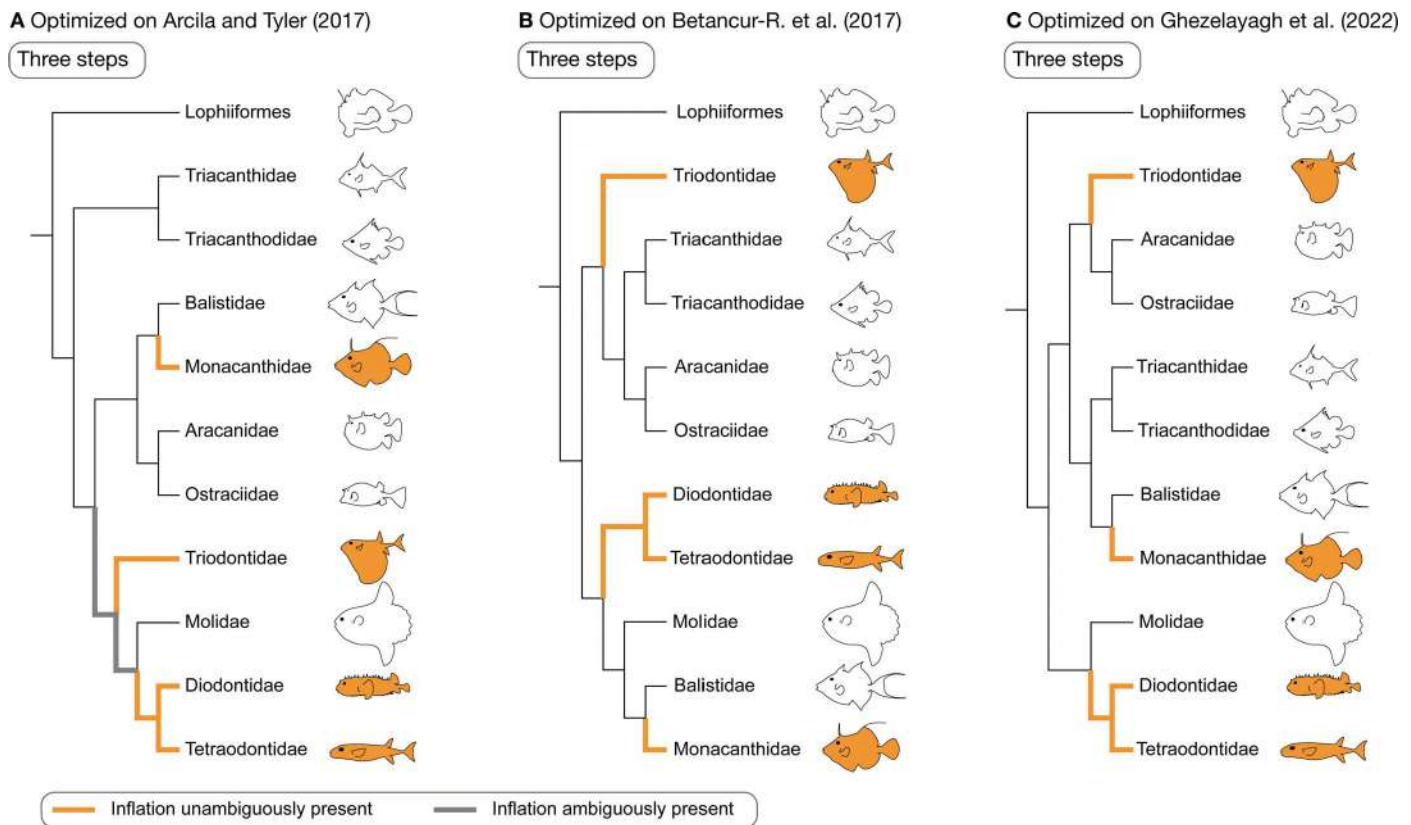 A Optimized on Arcila and Tyler (2017)
Three steps
Lophiiformes
Triacanthidae
Triacanthodidae
Balistidae
Monacanthidae
Aracanidae
Ostraciidae
Triodontidae
Molidae
Diodontidae
Tetraodontidae
B Optimized on Betancur-R. et al. (2017)
Three steps
Lophiiformes
Triodontidae
Triacanthidae
Triacanthodidae
Aracanidae
Ostraciidae
Diodontidae
Tetraodontidae
Molidae
Balistidae
Monacanthidae
C Optimized on Ghezelayagh et al. (2022)
Three steps
Lophiiformes
Triodontidae
Aracanidae
Ostraciidae
Triacanthidae
Triacanthodidae
Balistidae
Monacanthidae
Molidae
Diodontidae
Tetraodontidae
Inflation unambiguously present
Inflation ambiguously present